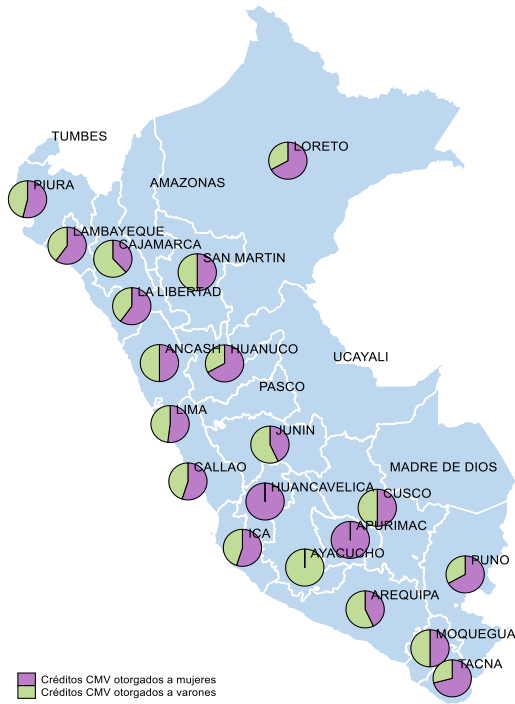 TUMBES
LORETO
PIURA
AMAZONAS
LAMBAYEQUE
CAJAMARCA
SAN MARTIN
LA LIBERTAD
ANCASH
HUANUCO
UCAYALI
PASCO
LIMA
JUNIN
CALLAO
MADRE DE DIOS
HUANCAVELICA
CUSCO
APURIMAC
ICA
AYACUCHO
PUNO
AREQUIPA
MOQUEGUA
TACNA
Créditos CMV otorgados a mujeres
Créditos CMV otorgados a varones